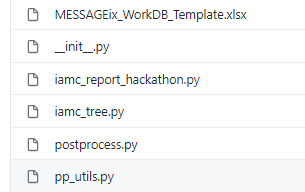 MESSAGEix_WorkDB_Template.xlsx
__init__.py
iamc_report_hackathon.py
iamc_tree.py
postprocess.py
pp_utils.py